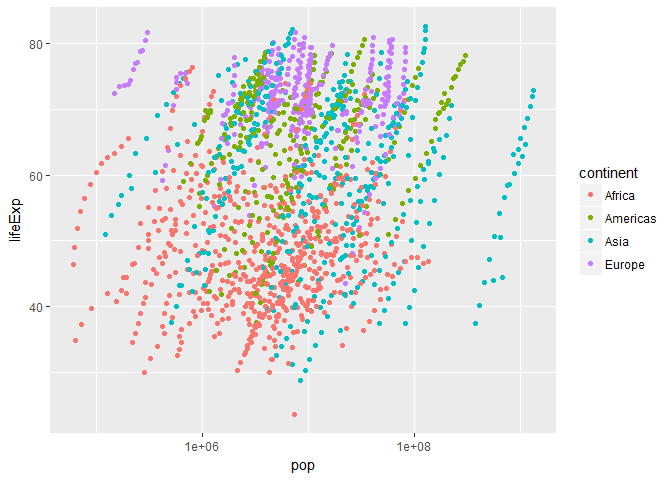 80
60
40
lifeExp
1e+06
1e+08
pop
continent
Africa
Americas
Asia
Europe